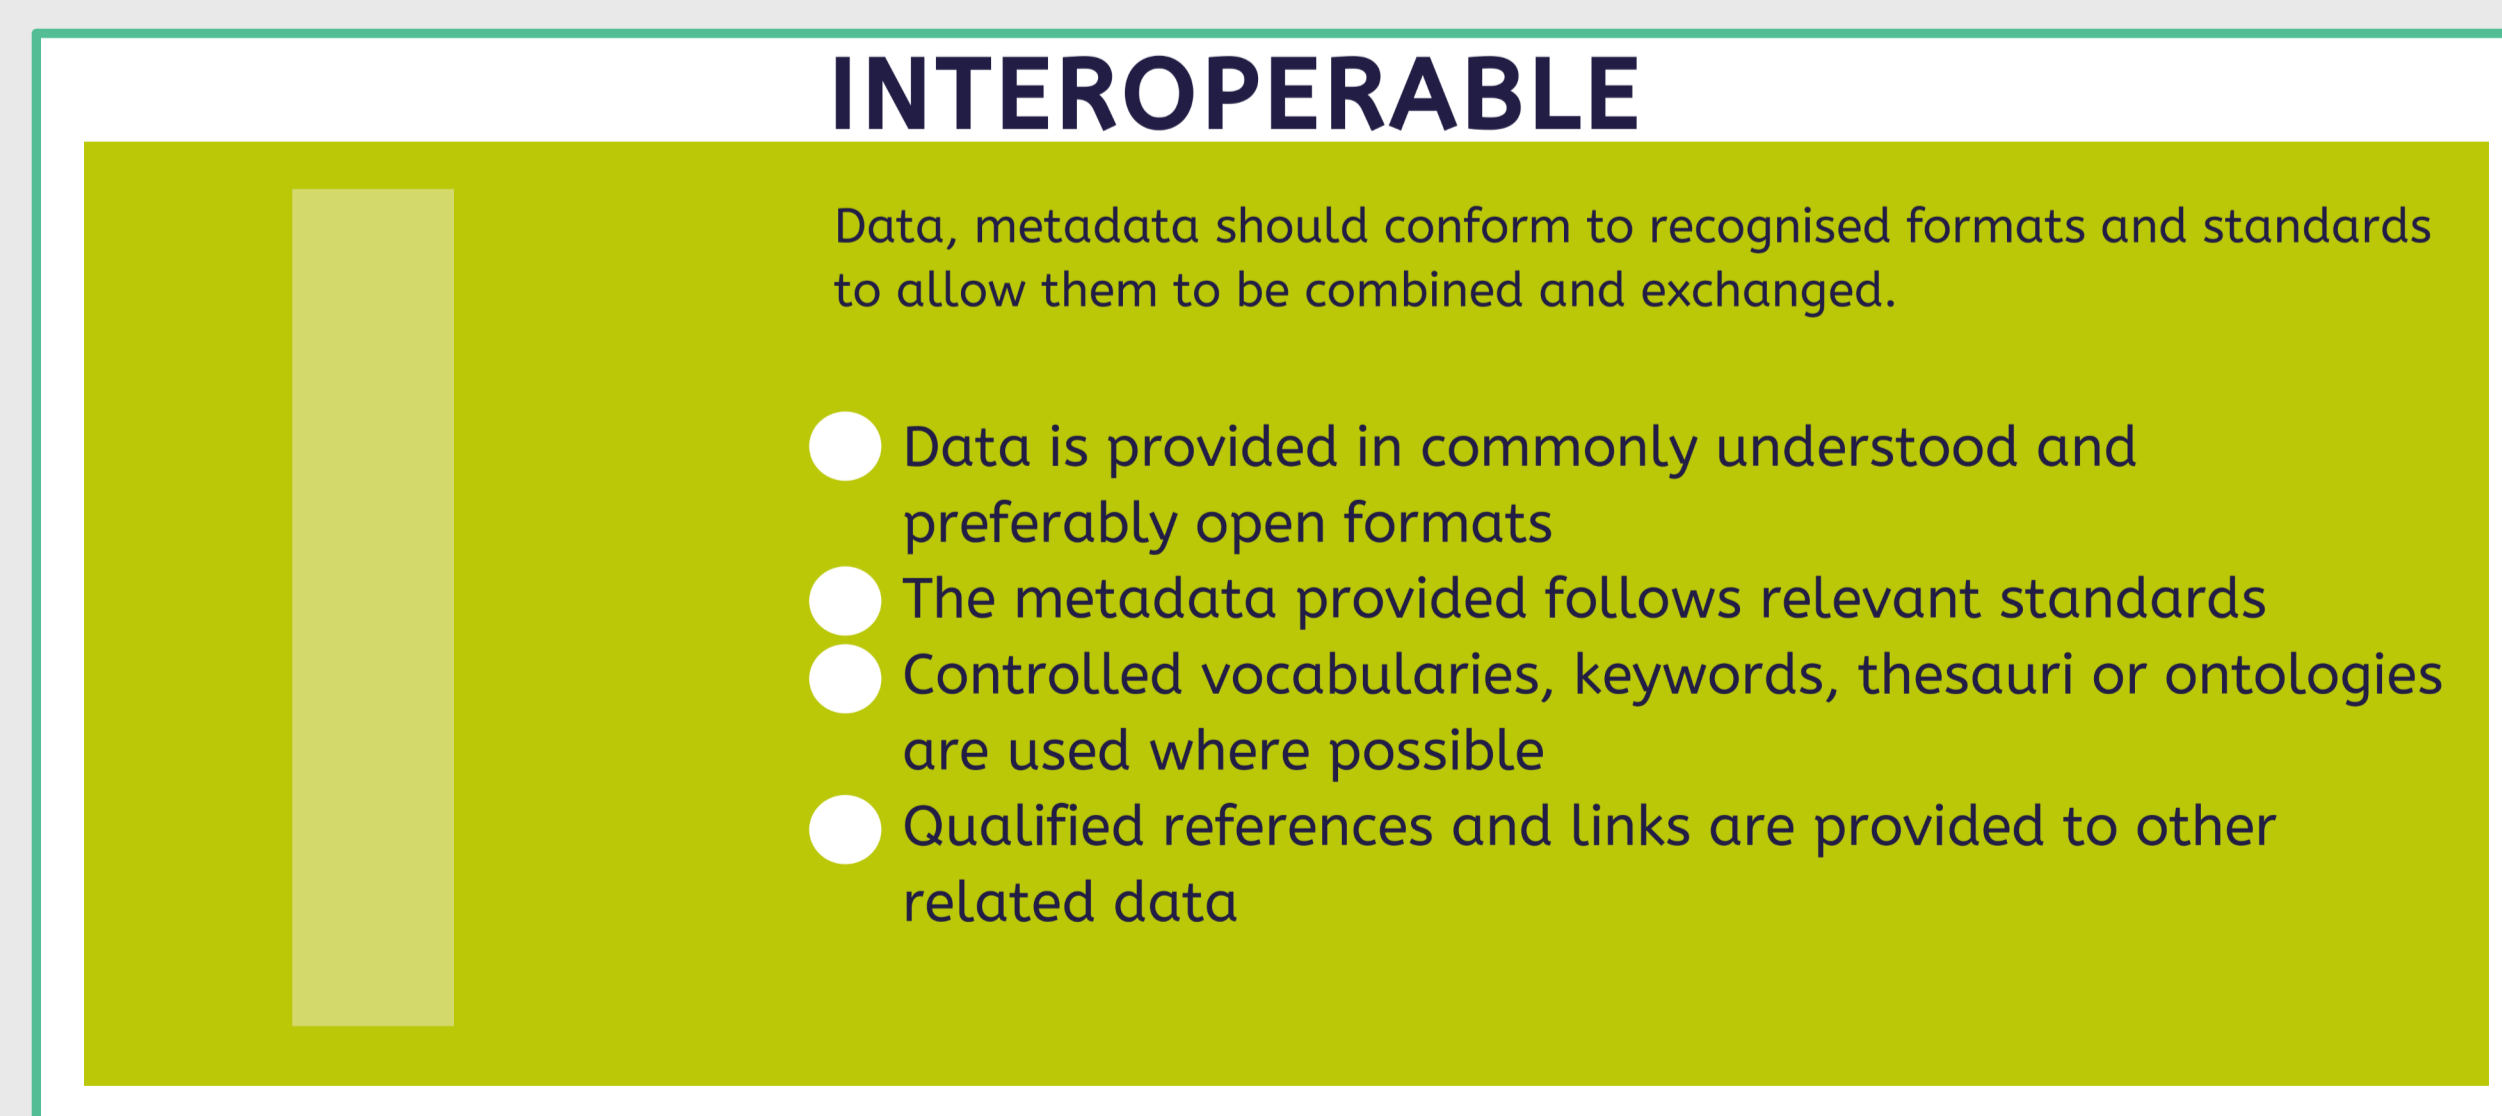 INTEROPERABLE
I
Data, metadata should conform to recognised formats and standards
to allow them to be combined and exchanged.
Data is provided in commonly understood and
preferably open formats
The metadata provided follows relevant standards
Controlled vocabularies, keywords, thesauri or ontologies
are used where possible
Qualified references and links are provided to other
related data